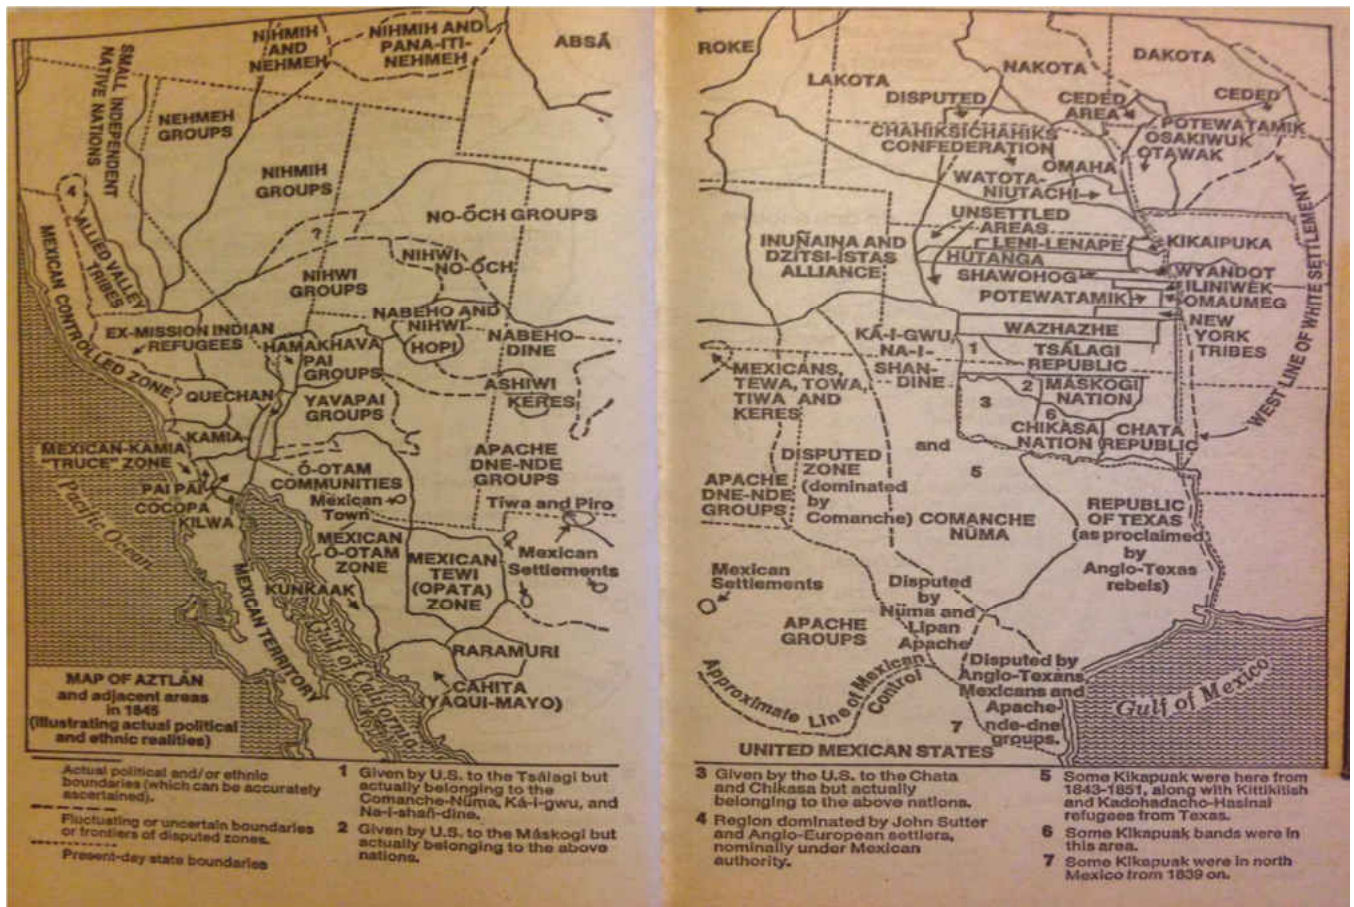 NIHMIH
AND
NEHMEH
NIHMIH AND
PANA-ITI-
NEHMEH
ABSÁ
SMALL INDEPENDENT
NATIVE NATIONS
NEHMEH
GROUPS
NIHMIH
GROUPS
4
ALLIED VALLEY
TRIBES
NO-ŐCH GROUPS
?
NIHWI
NO-ŐCH
MEXICAN CONTROLLED ZONE
NIHWI
GROUPS
NABEHO AND
NIHWI
EX-MISSION INDIAN
REFUGEES
HAMAKHAVA
PAI
GROUPS
HOPI
NABEHO
DINE
QUECHAN
YAVAPAI
GROUPS
ASHIWI
KERES
KAMIA
MEXICAN-KAMIA
"TRUCE" ZONE
Ő-OTAM
COMMUNITIES
APACHE
DNE-NDE
GROUPS
PAI PAI
COCOPA
KILWA
Mexican
Town
Tiwa and Piro
Pacific Ocean
MEXICAN
Ő-OTAM
ZONE
MEXICAN
TEWI
(OPATA)
ZONE
Mexican
Settlements
KUNKAAK
MEXICAN TERRITORY
Gulf of California
RARAMURI
CAHITA
(YAQUI-MAYO)
MAP OF AZTLÁN
and adjacent areas
in 1845
(illustrating actual political
and ethnic realities)
Actual political and/or ethnic
boundaries (which can be accurately
ascertained).
Fluctuating or uncertain boundaries
or frontiers of disputed zones.
Present-day state boundaries
1 Given by U.S. to the Tsálagi but
actually belonging to the
Comanche-Nüma, Ká-i-gwu, and
Na-i-shañ-dine.
2 Given by U.S. to the Máskogi but
actually belonging to the above
nations.
ROKE
LAKOTA
NAKOTA
DAKOTA
DISPUTED
CEDED
AREA
CEDED
CHAHIKSICHAHIKS
CONFEDERATION
POTEWATAMIK
OSAKIWUK
OTAWAK
OMAHA
WATOTA-
NIUTACHI
UNSETTLED
AREAS
INUÑAINA AND
DZÍTSI-ÍSTAS
ALLIANCE
LENI-LENAPE
HUTANGA
SHAWOHOGI
POTEWATAMIK
KIKAIPUKA
WYANDOT
ILINIWEK
OMAUMEG
NEW
YORK
TRIBES
WEST LINE OF WHITE SETTLEMENT
KÁ-I-GWU,
NA-I-
SHAN-
DINE
WAZHAZHE
1
TSÁLAGI
REPUBLIC
MEXICANS,
TEWA, TOWA,
TIWA AND
KERES
2
MÁSKOGI
NATION
3
6
CHIKASA
NATION
CHATA
REPUBLIC
and
DISPUTED
ZONE
(dominated
by
Comanche)
5
APACHE
DNE-NDE
GROUPS
COMANCHE
NÜMA
REPUBLIC
OF TEXAS
(as proclaimed
by
Anglo-Texas
rebels)
Mexican
Settlements
Disputed
by
Nüma and
Lipan
Apache
APACHE
GROUPS
Approximate Line of Mexican
Control
Disputed by
Anglo-Texans,
Mexicans and
Apache-
nde-dne
groups.
7
Gulf of Mexico
UNITED MEXICAN STATES
3 Given by the U.S. to the Chata
and Chikasa but actually
belonging to the above nations.
4 Region dominated by John Sutter
and Anglo-European settlers,
nominally under Mexican
authority.
5 Some Kikapuak were here from
1843-1851, along with Kittikitish
and Kadohadacho-Hasinai
refugees from Texas.
6 Some Kikapuak bands were in
this area.
7 Some Kikapuak were in north
Mexico from 1839 on.